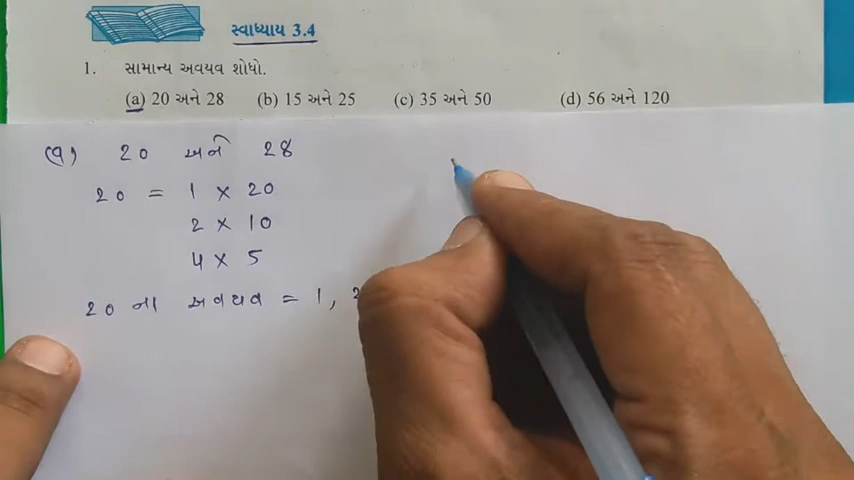 સ્વાધ્યાય 3.4
1. સામાન્ય અવયવ શોધો.
(a) 20 અને 28 (b) 15 અને 25 (c) 35 અને 50 (d) 56 અને 120
(a) 20 અને 28
20 = 1 × 20
2 × 10
4 × 5
20 ના અવયવ = 1,